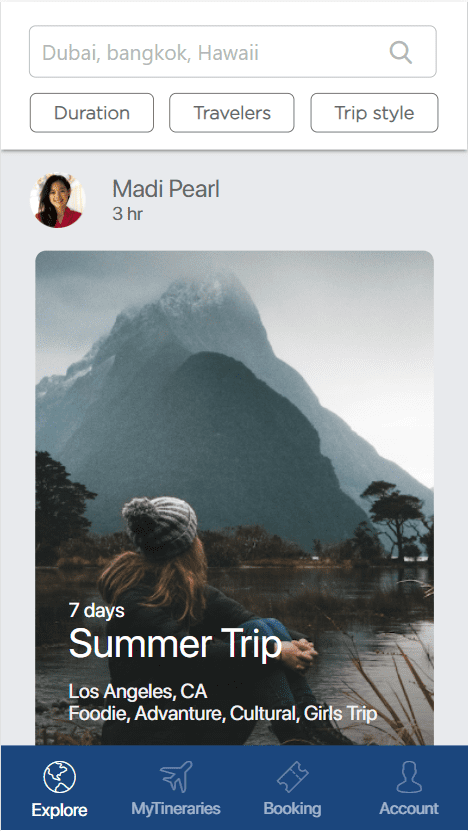 Dubai, bangkok, Hawaii
Duration
Travelers
Trip style
Madi Pearl
3 hr
7 days
Summer Trip
Los Angeles, CA
Foodie, Advanture, Cultural, Girls Trip
Explore
MyTineraries
Booking
Account